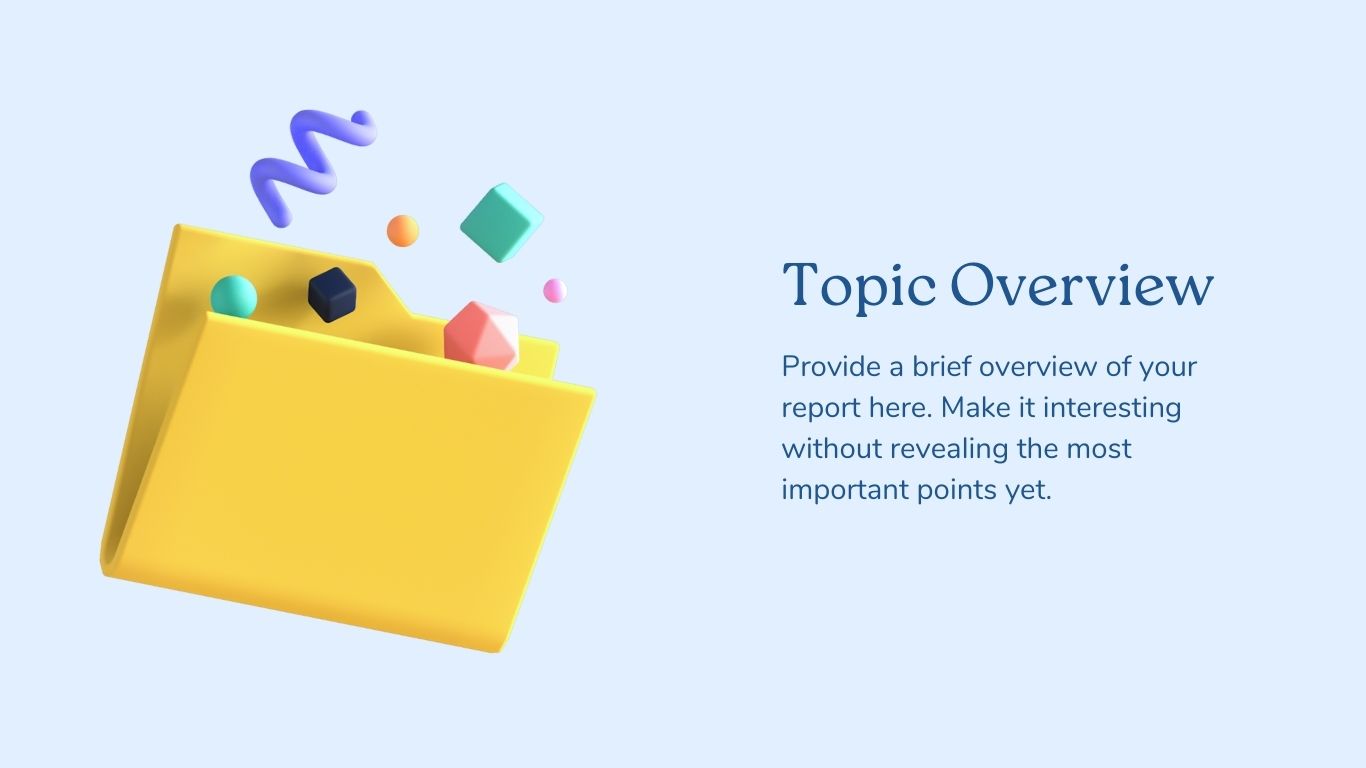 Topic Overview
Provide a brief overview of your
report here. Make it interesting
without revealing the most
important points yet.